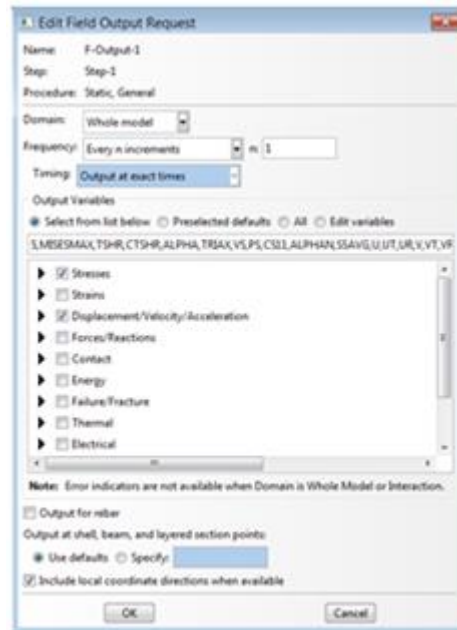 Edit Field Output Request
Name: F-Output-1
Step: Step-1
Procedure: Static, General
Domain: Whole model
Frequency: Every n increments n: 1
Timing: Output at exact times
Output Variables
Select from list below Preselected defaults All Edit variables
S,MISESMAX,TSHR,CTSHR,ALPHA,TRIAX,VS,PS,CS11,ALPHAN,SSAVG,U,UT,UR,V,VT,VR
Stresses
Strains
Displacement/Velocity/Acceleration
Forces/Reactions
Contact
Energy
Failure/Fracture
Thermal
Electrical
Note: Error indicators are not available when Domain is Whole Model or Interaction.
Output for rebar
Output at shell, beam, and layered section points:
Use defaults Specify:
Include local coordinate directions when available
OK Cancel